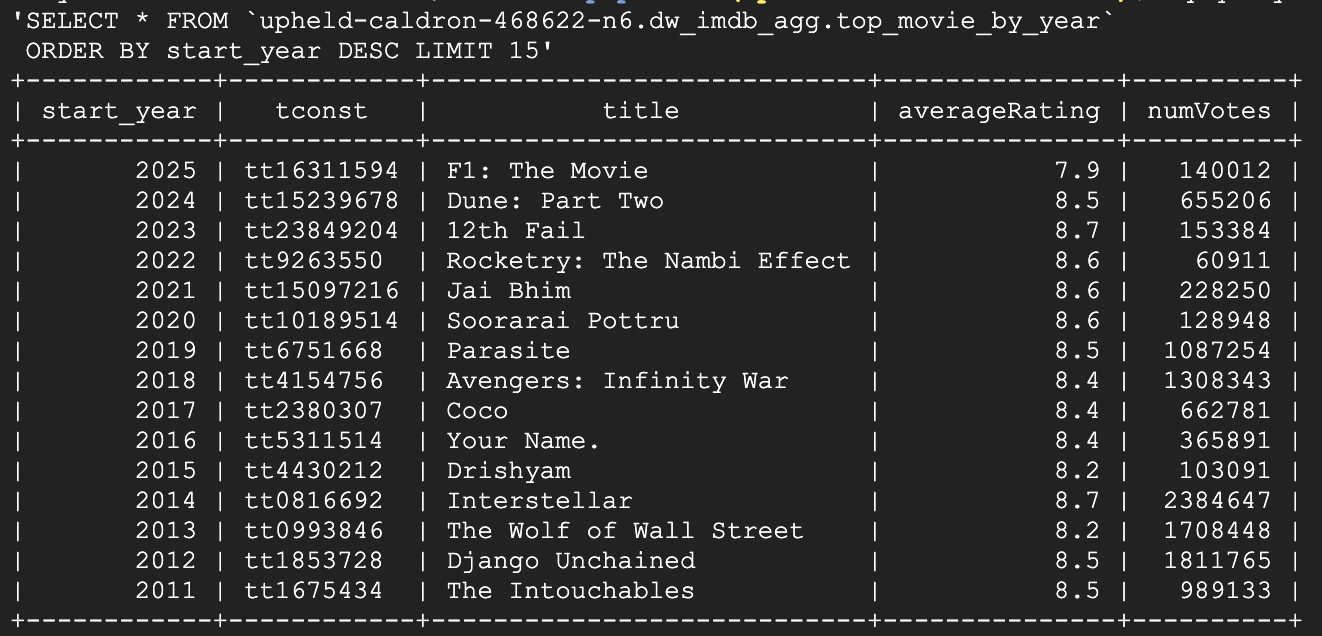 'SELECT * FROM `upheld-caldron-468622-n6.dw_imdb_agg.top_movie_by_year`
 ORDER BY start_year DESC LIMIT 15'
+------------+------------+----------------------------+---------------+----------+
| start_year |   tconst   |           title            | averageRating | numVotes |
+------------+------------+----------------------------+---------------+----------+
|       2025 | tt16311594 | F1: The Movie              |           7.9 |   140012 |
|       2024 | tt15239678 | Dune: Part Two             |           8.5 |   655206 |
|       2023 | tt23849204 | 12th Fail                  |           8.7 |   153384 |
|       2022 | tt9263550  | Rocketry: The Nambi Effect |           8.6 |    60911 |
|       2021 | tt15097216 | Jai Bhim                   |           8.6 |   228250 |
|       2020 | tt10189514 | Soorarai Pottru            |           8.6 |   128948 |
|       2019 | tt6751668  | Parasite                   |           8.5 |  1087254 |
|       2018 | tt4154756  | Avengers: Infinity War     |           8.4 |  1308343 |
|       2017 | tt2380307  | Coco                       |           8.4 |   662781 |
|       2016 | tt5311514  | Your Name.                 |           8.4 |   365891 |
|       2015 | tt4430212  | Drishyam                   |           8.2 |   103091 |
|       2014 | tt0816692  | Interstellar               |           8.7 |  2384647 |
|       2013 | tt0993846  | The Wolf of Wall Street    |           8.2 |  1708448 |
|       2012 | tt1853728  | Django Unchained           |           8.5 |  1811765 |
|       2011 | tt1675434  | The Intouchables           |           8.5 |   989133 |
+------------+------------+----------------------------+---------------+----------+